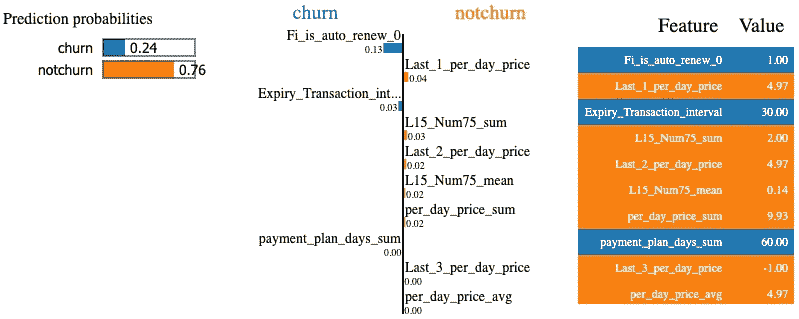 Prediction probabilities
churn 0.24
notchurn 0.76
churn notchurn
Fi_is_auto_renew_0
0.13
Last_1_per_day_price
0.04
Expiry_Transaction_int...
0.03
L15_Num75_sum
0.03
Last_2_per_day_price
0.02
L15_Num75_mean
0.02
per_day_price_sum
0.02
payment_plan_days_sum
0.00
Last_3_per_day_price
0.00
per_day_price_avg
0.00
Feature Value
Fi_is_auto_renew_0 1.00
Last_1_per_day_price 4.97
Expiry_Transaction_interval 30.00
L15_Num75_sum 2.00
Last_2_per_day_price 4.97
L15_Num75_mean 0.14
per_day_price_sum 9.93
payment_plan_days_sum 60.00
Last_3_per_day_price -1.00
per_day_price_avg 4.97